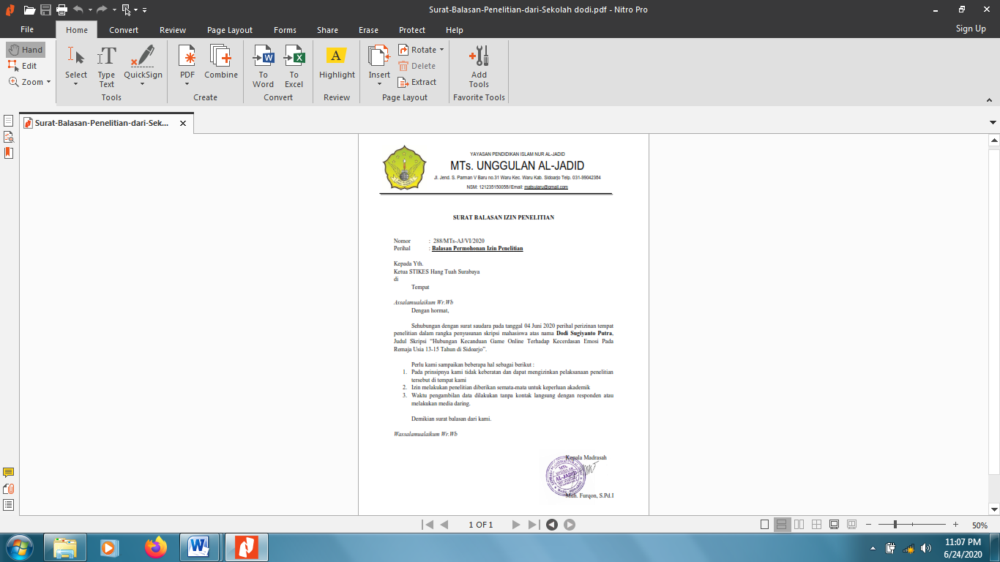 Surat-Balasan-Penelitian-dari-Sekolah dodi.pdf - Nitro Pro
File Home Convert Review Page Layout Forms Share Erase Protect Help Sign Up
Hand
Edit
Zoom
Select
Type Text
QuickSign
Tools
PDF
Combine
Create
To Word
To Excel
Convert
Highlight
Review
Insert
Rotate
Delete
Extract
Page Layout
Add Tools
Favorite Tools
Surat-Balasan-Penelitian-dari-Sek...
YAYASAN PENDIDIKAN ISLAM NUR AL-JADID
MTs. UNGGULAN AL-JADID
Jl. Jend. S. Parman V Baru no.31 Waru Kec. Waru Kab. Sidoarjo Telp. 031-99042384
NSM: 121235150056//Email: matsularu@gmail.com
SURAT BALASAN IZIN PENELITIAN
Nomor : 288/MTs-AJ/VI/2020
Perihal : Balasan Permohonan Izin Penelitian
Kepada Yth.
Ketua STIKES Hang Tuah Surabaya
di
Tempat
Assalamualaikum Wr.Wb
Dengan hormat,
Sehubungan dengan surat saudara pada tanggal 04 Juni 2020 perihal perizinan tempat
penelitian dalam rangka penyusunan skripsi mahasiswa atas nama Dodi Sugiyanto Putra,
Judul Skripsi “Hubungan Kecanduan Game Online Terhadap Kecerdasan Emosi Pada
Remaja Usia 13-15 Tahun di Sidoarjo”.
Perlu kami sampaikan beberapa hal sebagai berikut :
1. Pada prinsipnya kami tidak keberatan dan dapat mengizinkan pelaksanaan penelitian
tersebut di tempat kami
2. Izin melakukan penelitian diberikan semata-mata untuk keperluan akademik
3. Waktu pengambilan data dilakukan tanpa kontak langsung dengan responden atau
melakukan media daring.
Demikian surat balasan dari kami.
Wassalamualaikum Wr.Wb
Kepala Madrasah
MTs.
AL-JADID
Muh. Furqon, S.Pd.I
1 OF 1
50%
11:07 PM
6/24/2020